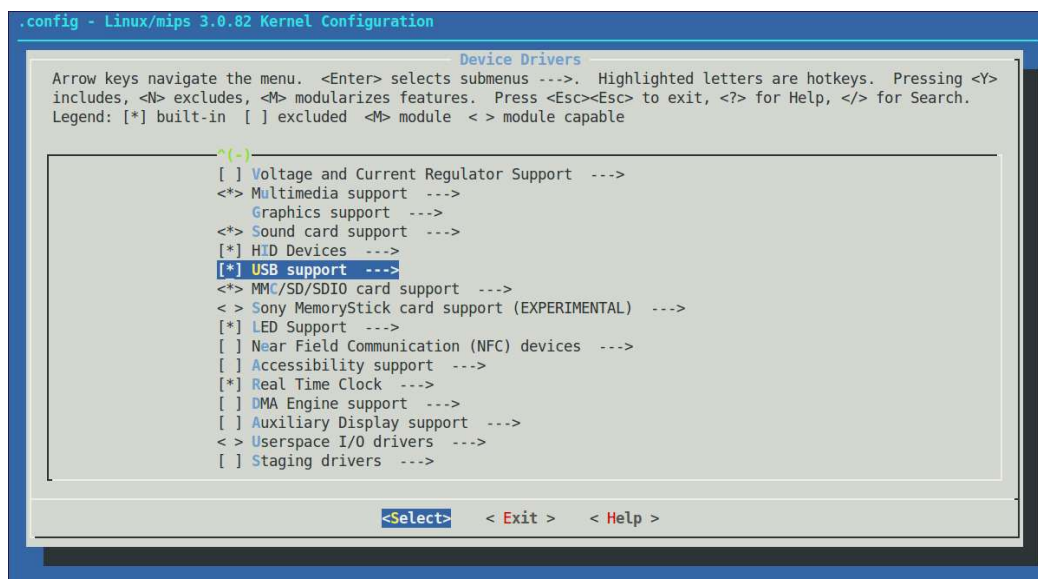 .config - Linux/mips 3.0.82 Kernel Configuration
Device Drivers
Arrow keys navigate the menu.  <Enter> selects submenus --->.  Highlighted letters are hotkeys.  Pressing <Y>
includes, <N> excludes, <M> modularizes features.  Press <Esc><Esc> to exit, <?> for Help, </> for Search.
Legend: [*] built-in  [ ] excluded  <M> module  < > module capable
^(-)
[ ] Voltage and Current Regulator Support  --->
<*> Multimedia support  --->
Graphics support  --->
<*> Sound card support  --->
[*] HID Devices  --->
[*] USB support  --->
<*> MMC/SD/SDIO card support  --->
< > Sony MemoryStick card support (EXPERIMENTAL)  --->
[*] LED Support  --->
[ ] Near Field Communication (NFC) devices  --->
[ ] Accessibility support  --->
[*] Real Time Clock  --->
[ ] DMA Engine support  --->
[ ] Auxiliary Display support  --->
< > Userspace I/O drivers  --->
[ ] Staging drivers  --->
<Select>    < Exit >    < Help >